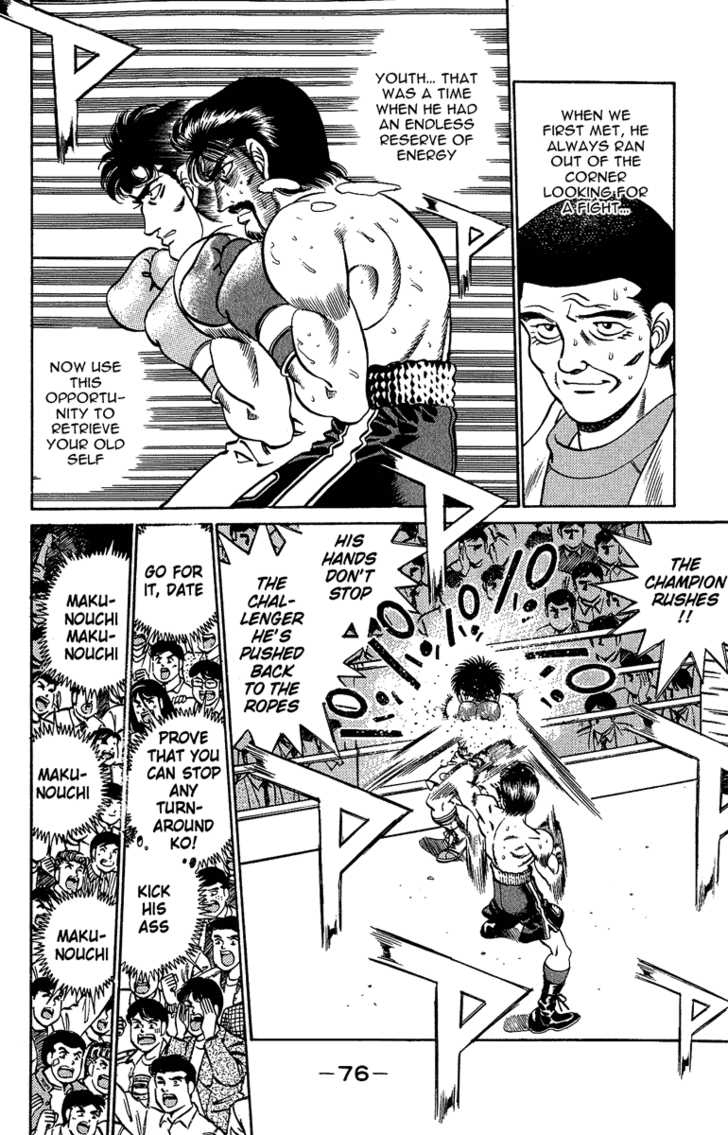 WHEN WE
FIRST MET, HE
ALWAYS RAN
OUT OF THE
CORNER
LOOKING FOR
A FIGHT...
YOUTH... THAT
WAS A TIME
WHEN HE HAD
AN ENDLESS
RESERVE OF
ENERGY
NOW USE
THIS
OPPORTU-
NITY TO
RETRIEVE
YOUR OLD
SELF
THE
CHAMPION
RUSHES
!!
HIS
HANDS
DON'T
STOP
THE
CHAL-
LENGER
HE'S
PUSHED
BACK
TO THE
ROPES
GO FOR
IT, DATE
PROVE
THAT YOU
CAN STOP
ANY
TURN-
AROUND
KO!
KICK
HIS
ASS
MAKU-
NOUCHI
MAKU-
NOUCHI
MAKU-
NOUCHI
MAKU-
NOUCHI
-76-